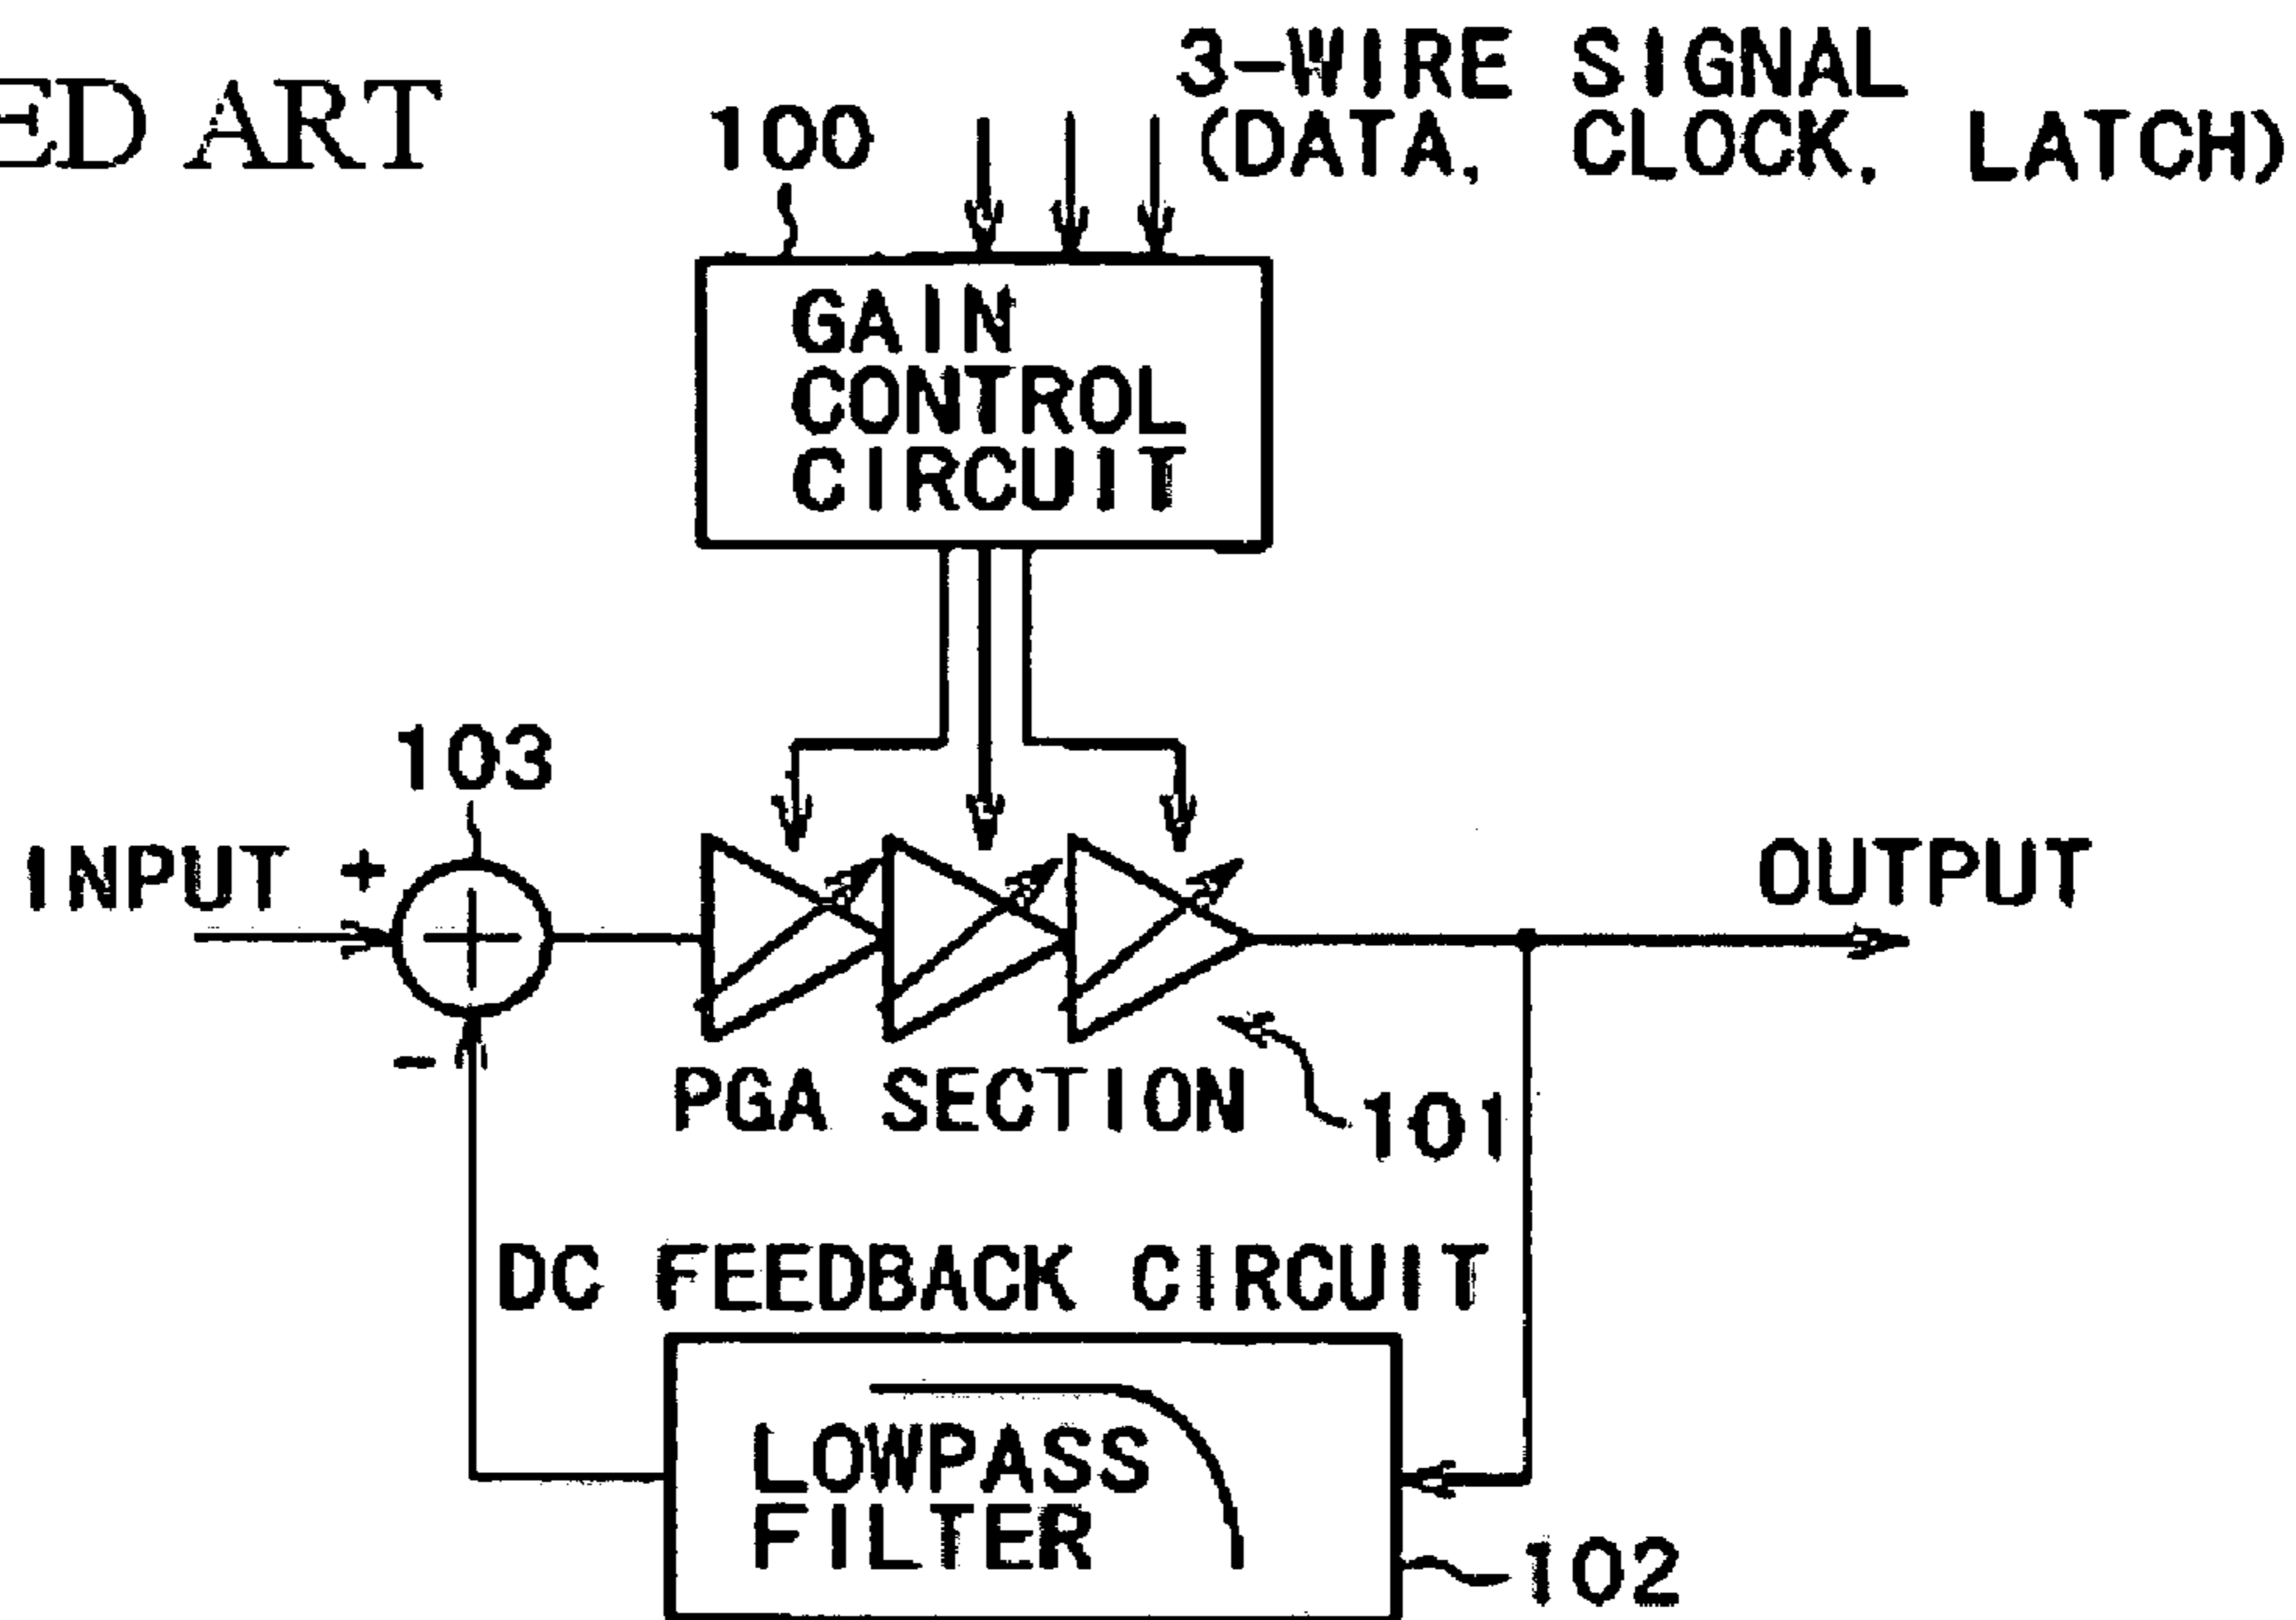 ED ART
3-WIRE SIGNAL
(DATA, CLOCK, LATCH)
100
GAIN
CONTROL
CIRCUIT
103
INPUT +
OUTPUT
-
PGA SECTION
101
DC FEEDBACK CIRCUIT
LOWPASS
FILTER
102